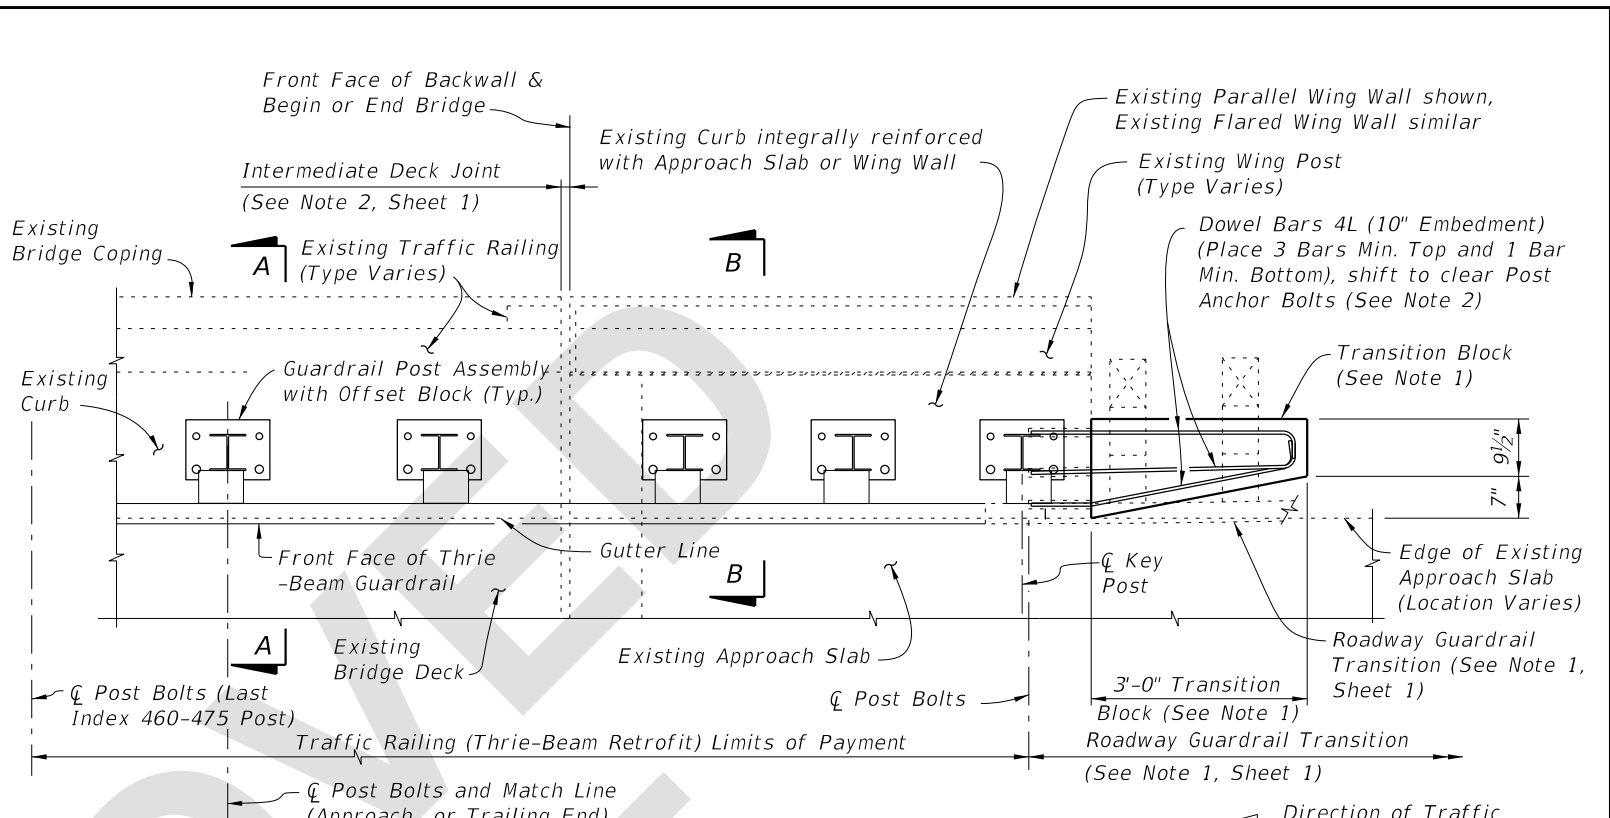 Front Face of Backwall &
Begin or End Bridge
Existing Parallel Wing Wall shown,
Existing Flared Wing Wall similar
Existing Curb integrally reinforced
with Approach Slab or Wing Wall
Existing Wing Post
(Type Varies)
Intermediate Deck Joint
(See Note 2, Sheet 1)
Dowel Bars 4L (10" Embedment)
(Place 3 Bars Min. Top and 1 Bar
Min. Bottom), shift to clear Post
Anchor Bolts (See Note 2)
Existing
Bridge Coping
A
Existing Traffic Railing
(Type Varies)
B
Transition Block
(See Note 1)
Guardrail Post Assembly
with Offset Block (Typ.)
Existing
Curb
9½"
7"
Front Face of Thrie
-Beam Guardrail
Gutter Line
B
℄ Key
Post
Edge of Existing
Approach Slab
(Location Varies)
A
Existing
Bridge Deck
Existing Approach Slab
Roadway Guardrail
Transition (See Note 1,
Sheet 1)
℄ Post Bolts (Last
Index 460-475 Post)
℄ Post Bolts
3'-0" Transition
Block (See Note 1)
Traffic Railing (Thrie-Beam Retrofit) Limits of Payment
Roadway Guardrail Transition
(See Note 1, Sheet 1)
℄ Post Bolts and Match Line
(Approach or Trailing End)
Direction of Traffic
OVED